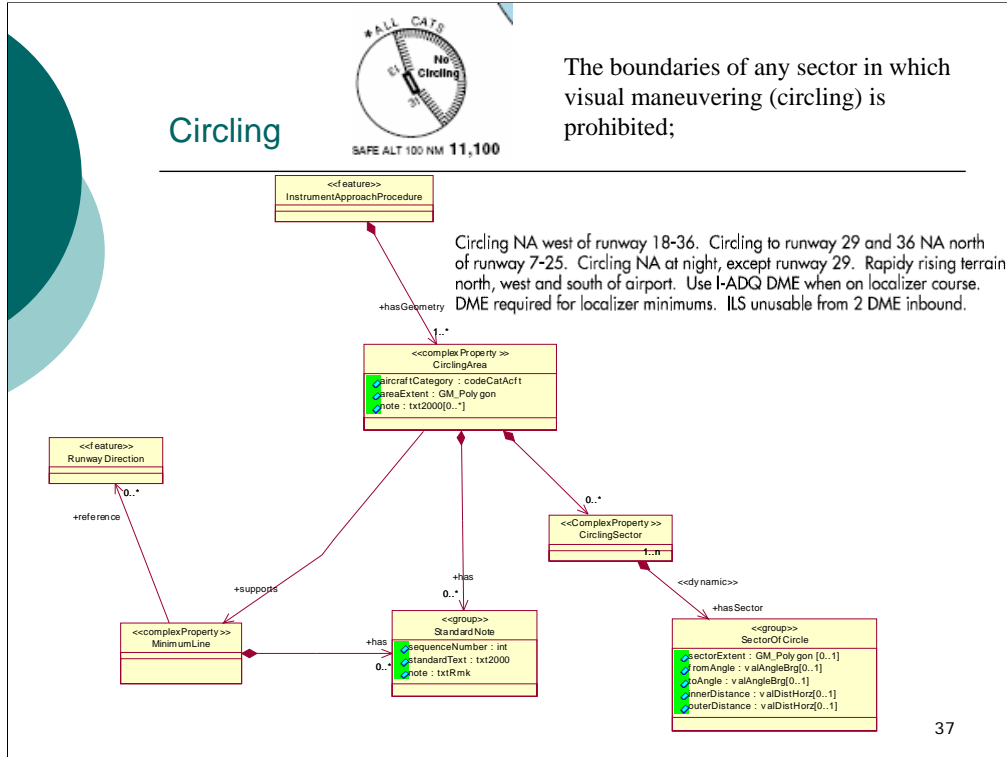 *ALL CATS
No
Circling
13
31
SAFE ALT 100 NM 11,100
The boundaries of any sector in which
visual maneuvering (circling) is
prohibited;
Circling
<<feature>>
InstrumentApproachProcedure
Circling NA west of runway 18-36. Circling to runway 29 and 36 NA north
of runway 7-25. Circling NA at night, except runway 29. Rapidy rising terrain
north, west and south of airport. Use I-ADQ DME when on localizer course.
DME required for localizer minimums. ILS unusable from 2 DME inbound.
+hasGeometry
1..*
<<complexProperty>>
CirclingArea
aircraftCategory : codeCatAcft
areaExtent : GM_Polygon
note : txt2000[0..*]
<<feature>>
RunwayDirection
0..*
+reference
0..*
<<ComplexProperty>>
CirclingSector
1..n
<<dynamic>>
+hasSector
+supports
+has
0..*
<<complexProperty>>
MinimumLine
+has
0..*
<<group>>
StandardNote
sequenceNumber : int
standardText : txt2000
note : txtRmk
<<group>>
SectorOfCircle
sectorExtent : GM_Polygon [0..1]
fromAngle : valAngleBrg[0..1]
toAngle : valAngleBrg[0..1]
innerDistance : valDistHorz[0..1]
outerDistance : valDistHorz[0..1]
37